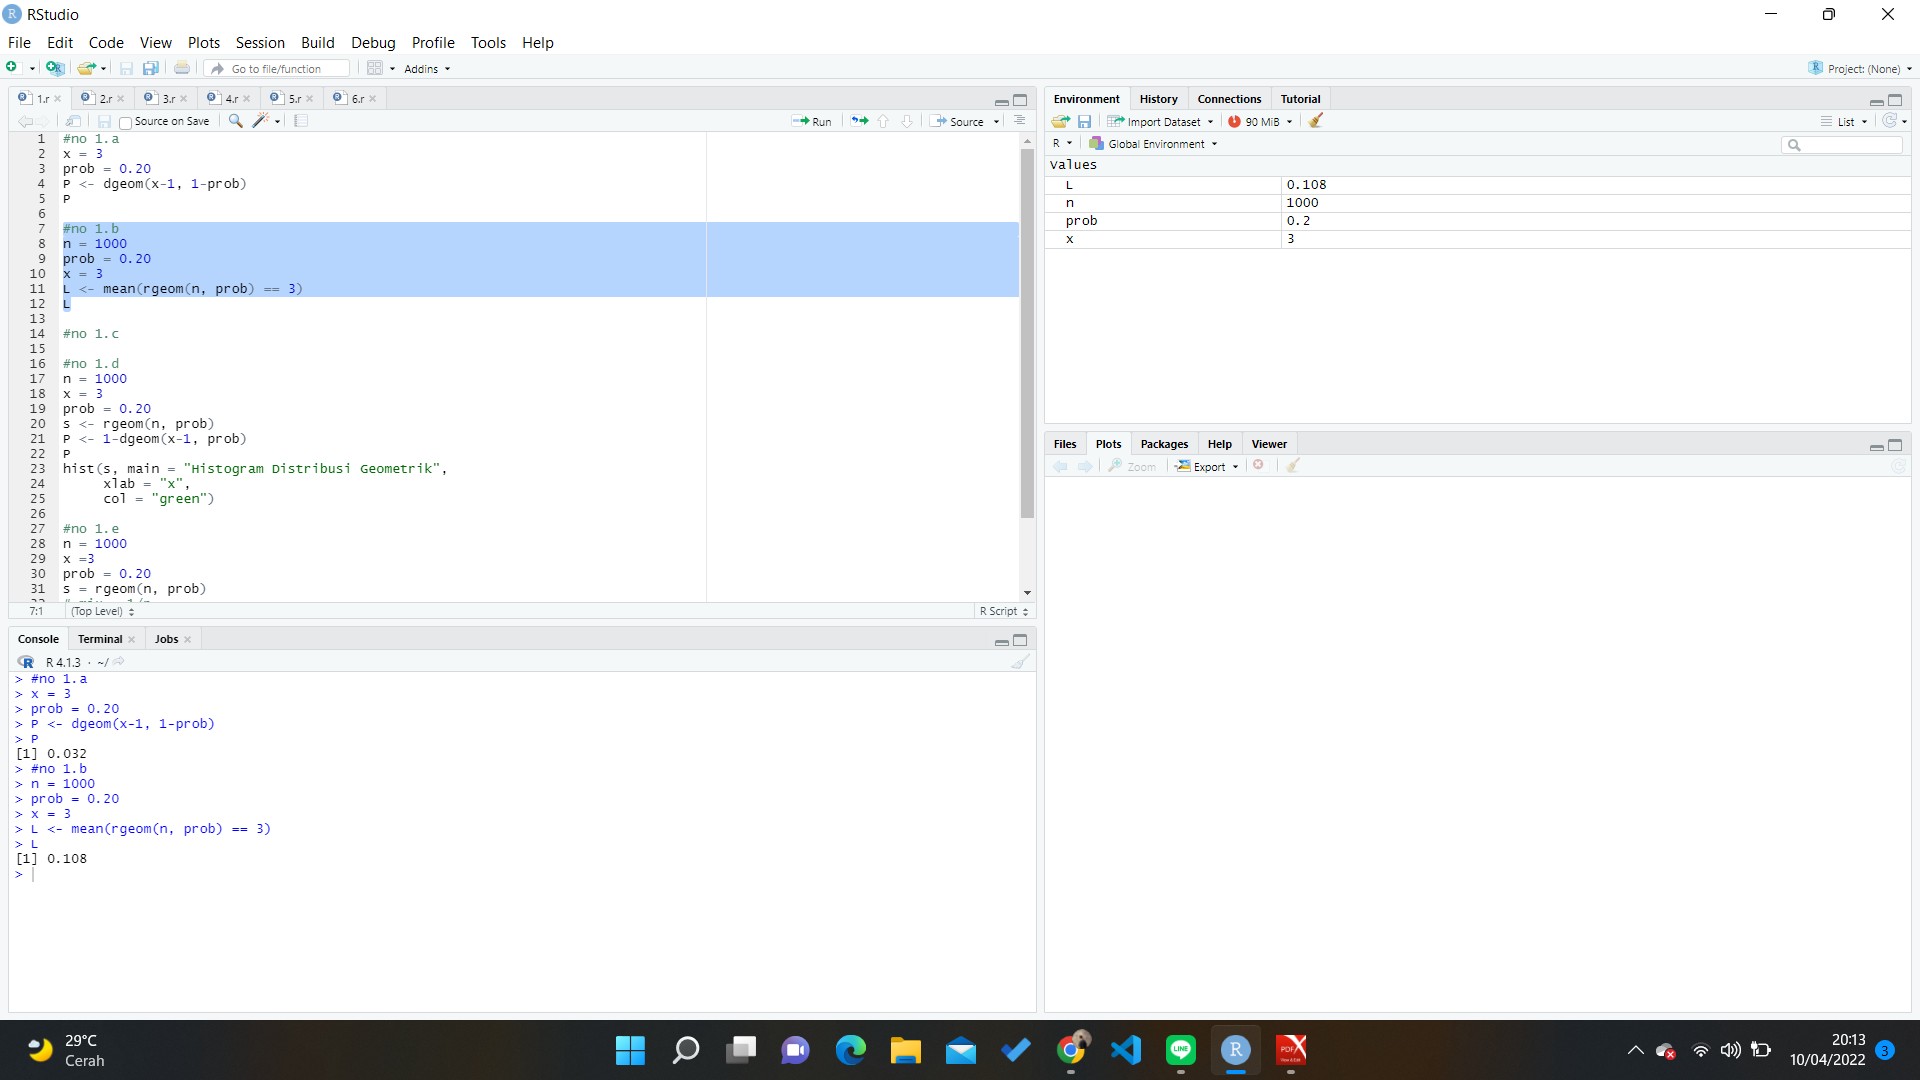 RStudio
File Edit Code View Plots Session Build Debug Profile Tools Help
Go to file/function Addins Project: (None)
1.r 2.r 3.r 4.r 5.r 6.r
Source on Save Run Source
1 #no 1.a
2 x = 3
3 prob = 0.20
4 P <- dgeom(x-1, 1-prob)
5 P
6
7 #no 1.b
8 n = 1000
9 prob = 0.20
10 x = 3
11 L <- mean(rgeom(n, prob) == 3)
12 L
13
14 #no 1.c
15
16 #no 1.d
17 n = 1000
18 x = 3
19 prob = 0.20
20 s <- rgeom(n, prob)
21 P <- 1-dgeom(x-1, prob)
22 P
23 hist(s, main = "Histogram Distribusi Geometrik",
24 xlab = "x",
25 col = "green")
26
27 #no 1.e
28 n = 1000
29 x =3
30 prob = 0.20
31 s = rgeom(n, prob)
7:1 (Top Level) R Script
Console Terminal Jobs
R R 4.1.3 · ~/
> #no 1.a
> x = 3
> prob = 0.20
> P <- dgeom(x-1, 1-prob)
> P
[1] 0.032
> #no 1.b
> n = 1000
> prob = 0.20
> x = 3
> L <- mean(rgeom(n, prob) == 3)
> L
[1] 0.108
>
Environment History Connections Tutorial
Import Dataset 90 MiB List
R Global Environment
Values
L 0.108
n 1000
prob 0.2
x 3
Files Plots Packages Help Viewer
Zoom Export
29°C
Cerah
LINE
R
PDF
20:13
10/04/2022
3